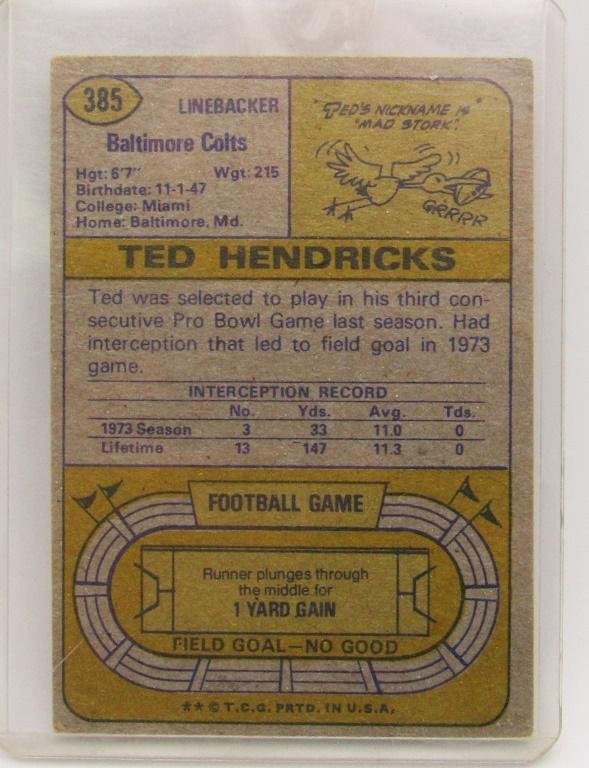 385
LINEBACKER
Baltimore Colts
Hgt: 6'7" Wgt: 215
Birthdate: 11-1-47
College: Miami
Home: Baltimore, Md.
"TED'S NICKNAME IS"
"MAD STORK".
GRRRR
TED HENDRICKS
Ted was selected to play in his third con-
secutive Pro Bowl Game last season. Had
interception that led to field goal in 1973
game.
INTERCEPTION RECORD
No. Yds. Avg. Tds.
1973 Season 3 33 11.0 0
Lifetime 13 147 11.3 0
FOOTBALL GAME
Runner plunges through
the middle for
1 YARD GAIN
FIELD GOAL—NO GOOD
** © T.C.G. PRTD. IN U.S.A.